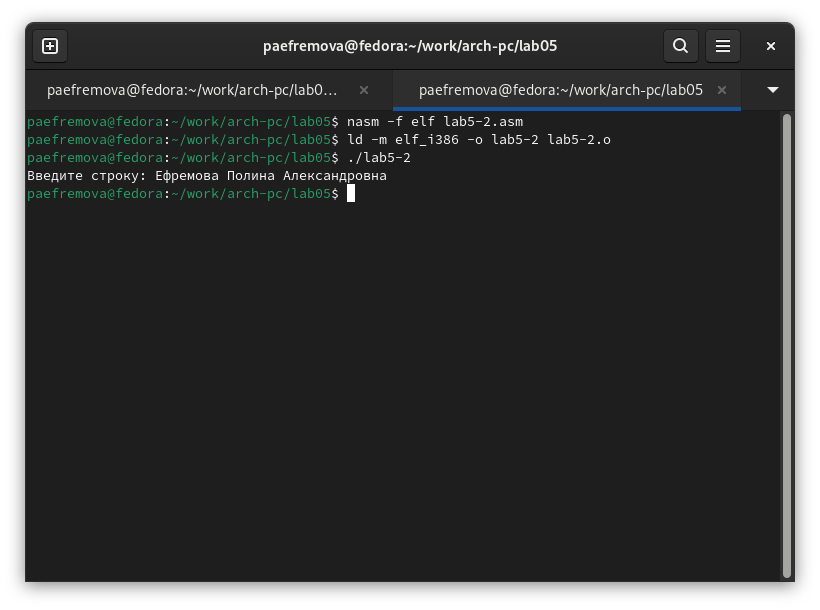 paefremova@fedora:~/work/arch-pc/lab05
paefremova@fedora:~/work/arch-pc/lab0…
paefremova@fedora:~/work/arch-pc/lab05
paefremova@fedora:~/work/arch-pc/lab05$ nasm -f elf lab5-2.asm
paefremova@fedora:~/work/arch-pc/lab05$ ld -m elf_i386 -o lab5-2 lab5-2.o
paefremova@fedora:~/work/arch-pc/lab05$ ./lab5-2
Введите строку: Ефремова Полина Александровна
paefremova@fedora:~/work/arch-pc/lab05$